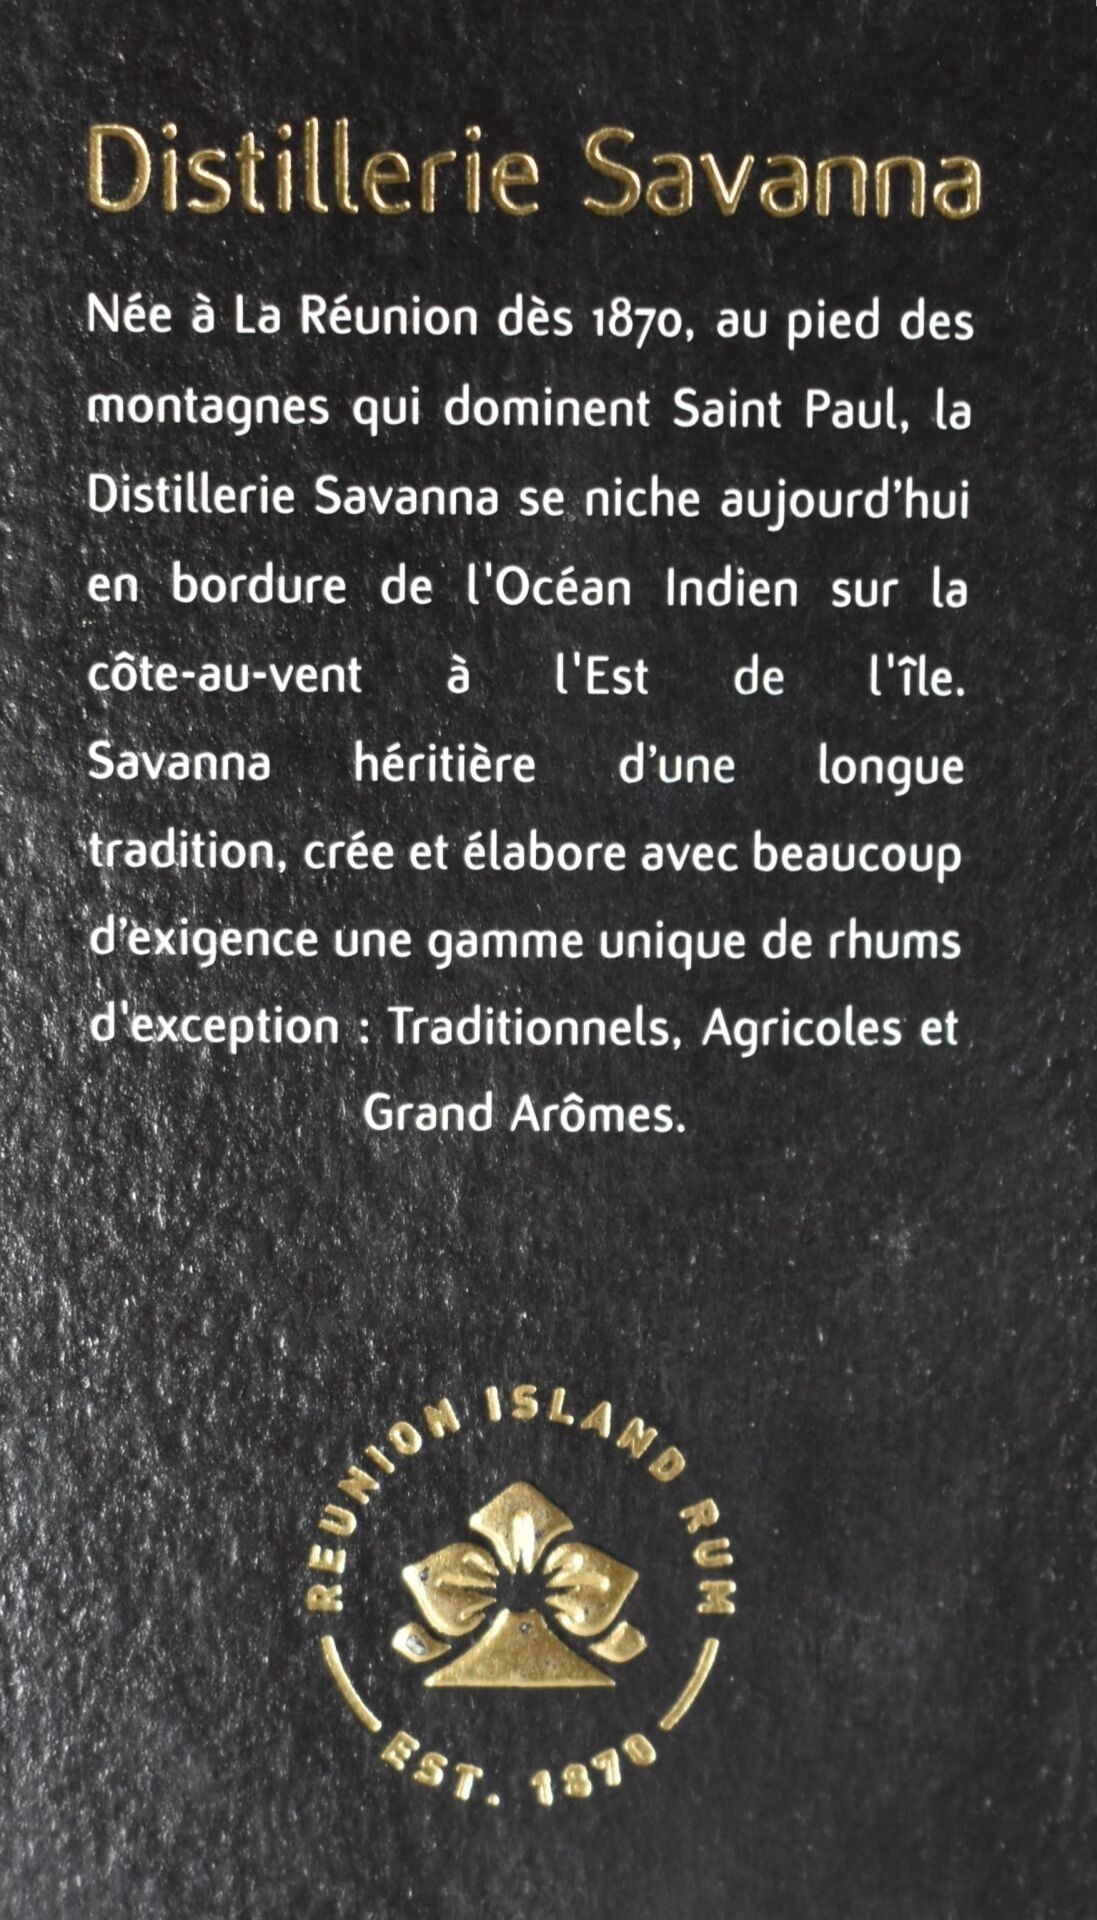 Distillerie Savanna
Née à La Réunion dès 1870, au pied des
montagnes qui dominent Saint Paul, la
Distillerie Savanna se niche aujourd’hui
en bordure de l'Océan Indien sur la
côte-au-vent à l'Est de l'île.
Savanna héritière d’une longue
tradition, crée et élabore avec beaucoup
d’exigence une gamme unique de rhums
d'exception : Traditionnels, Agricoles et
Grand Arômes.
REUNION ISLAND RUM
EST. 1870